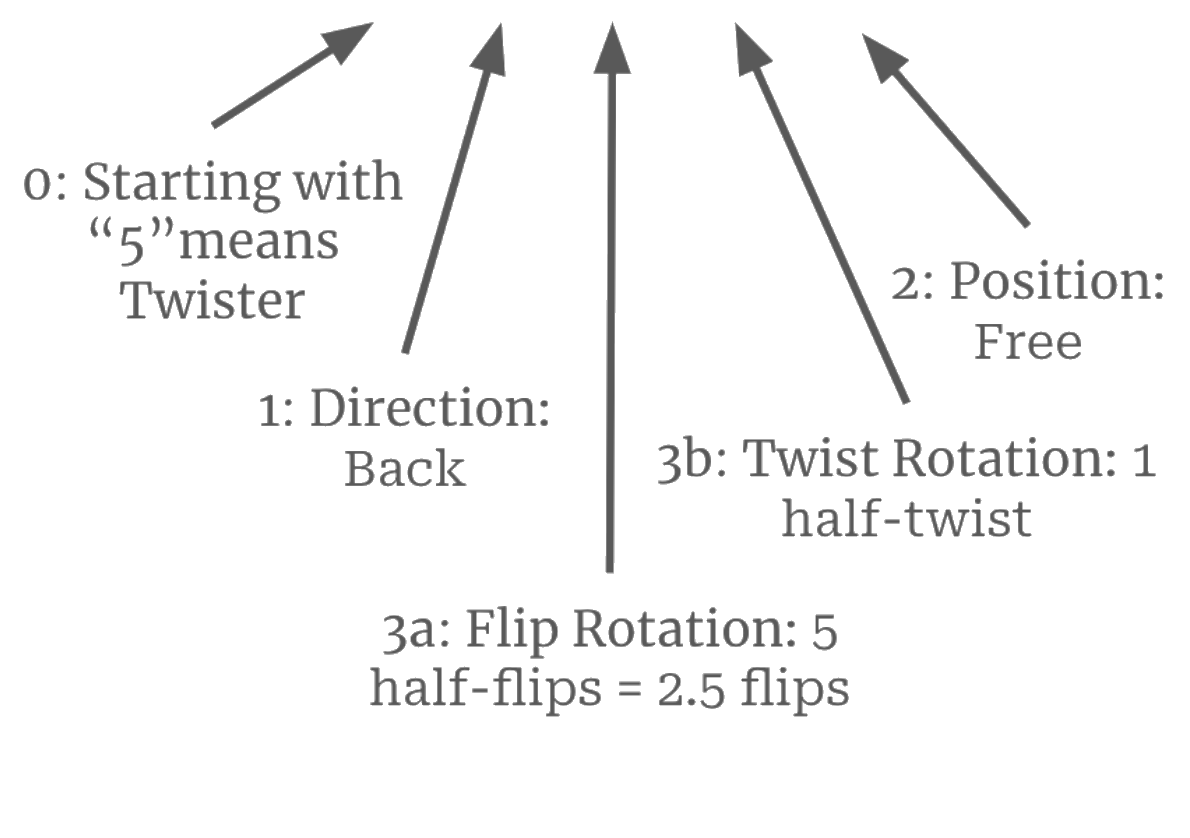 0: Starting with
“5”means
Twister
1: Direction:
Back
2: Position:
Free
3b: Twist Rotation: 1
half-twist
3a: Flip Rotation: 5
half-flips = 2.5 flips